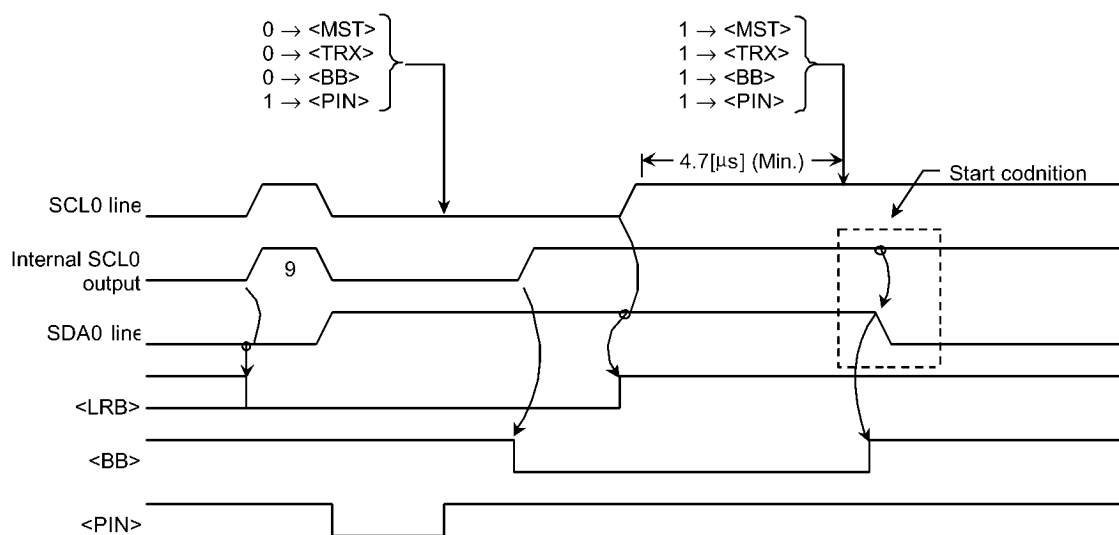 0 → <MST>
0 → <TRX>
0 → <BB>
1 → <PIN>
1 → <MST>
1 → <TRX>
1 → <BB>
1 → <PIN>
4.7[μs] (Min.)
Start codnition
SCL0 line
Internal SCL0
output
9
SDA0 line
<LRB>
<BB>
<PIN>